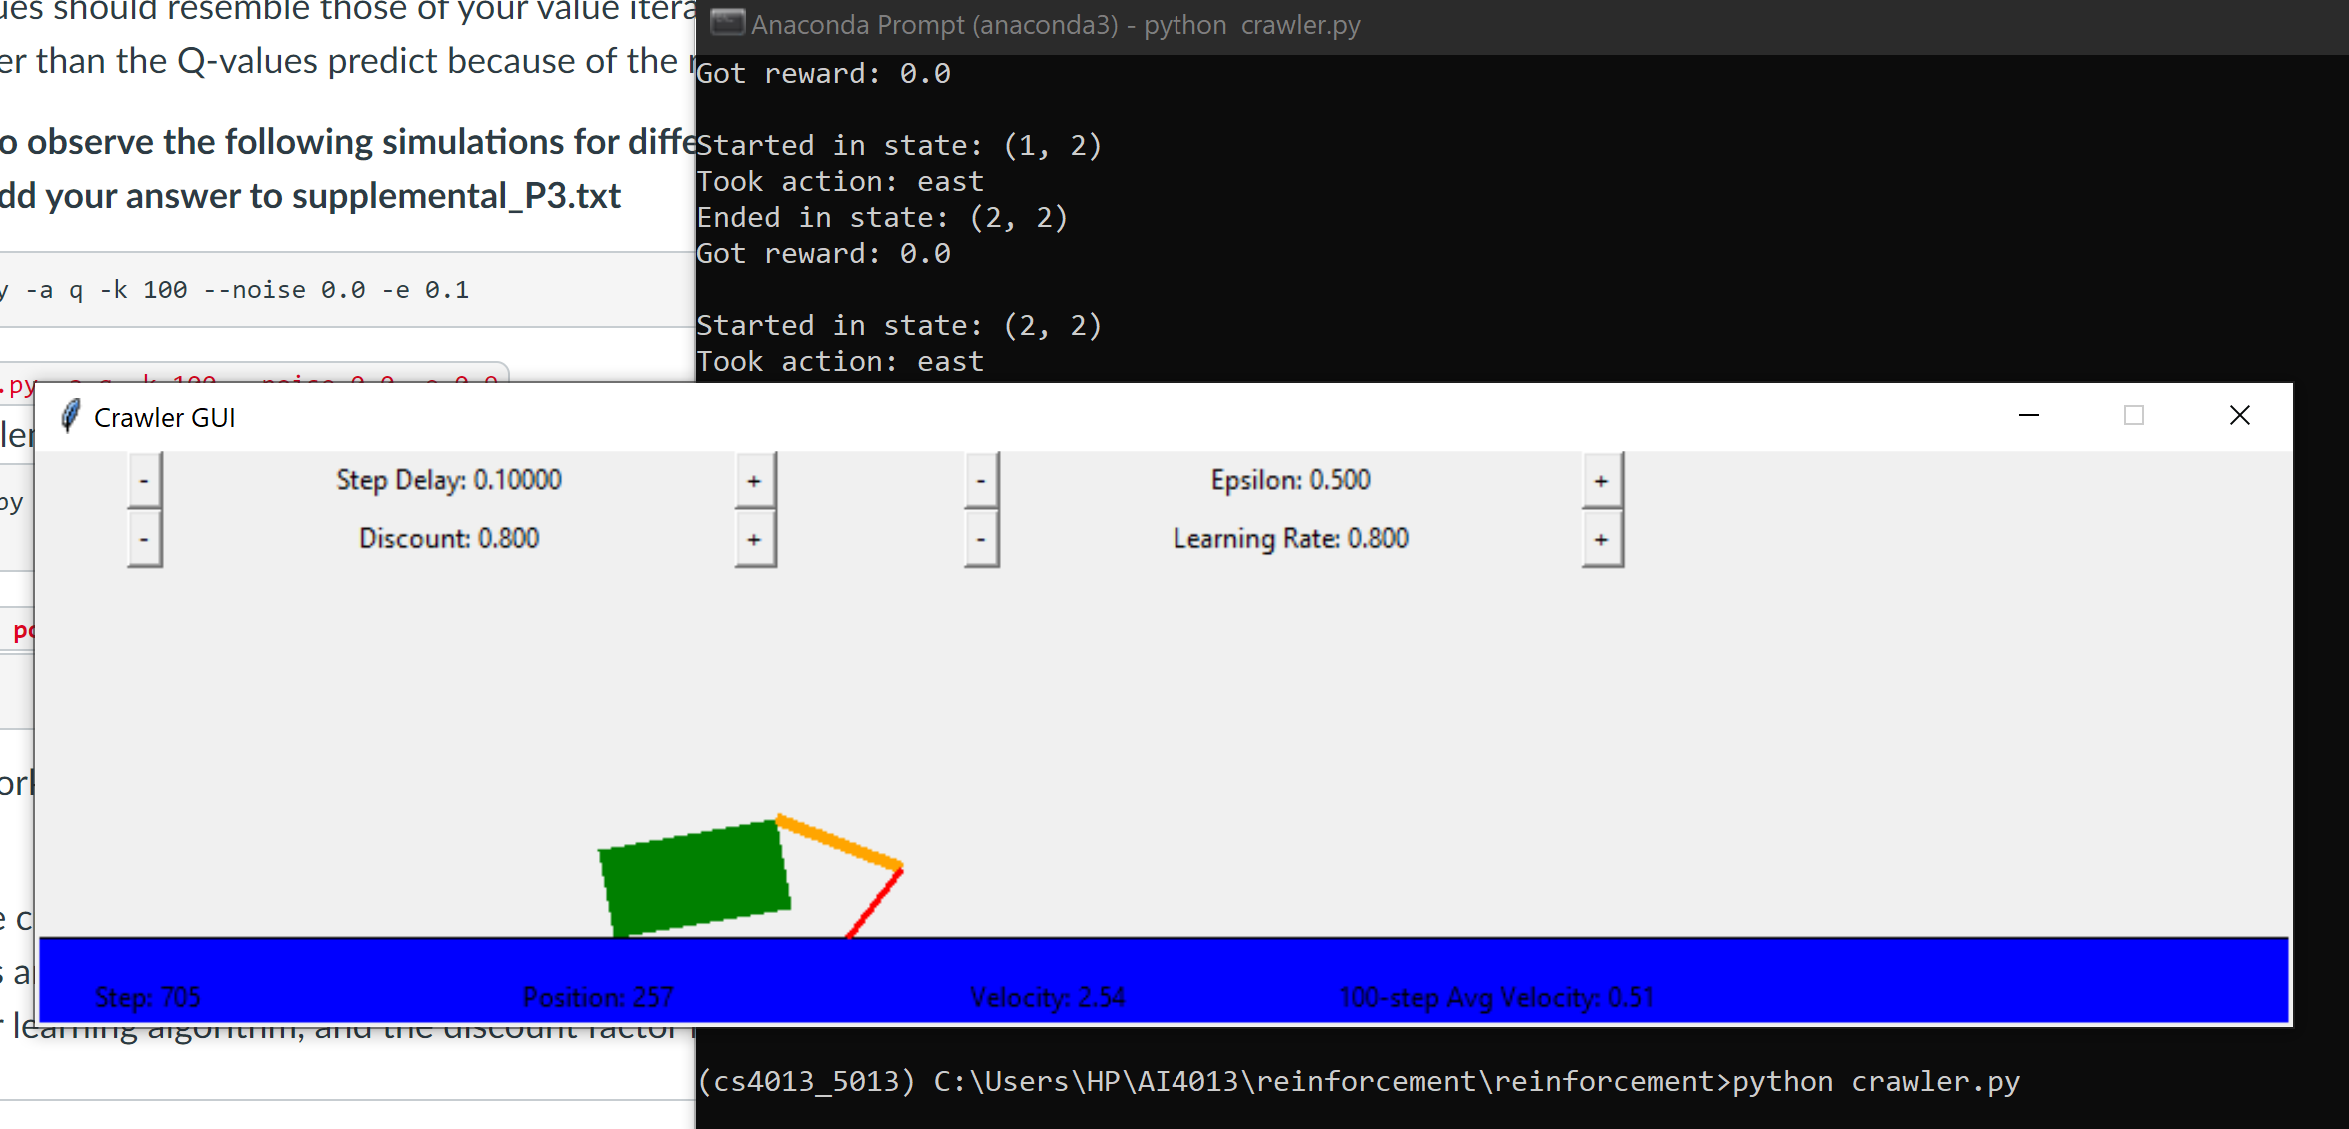 ues should resemble those of your value itera
er than the Q-values predict because of the r
o observe the following simulations for diffe
dd your answer to supplemental_P3.txt
y -a q -k 100 --noise 0.0 -e 0.1
.py
ler
py
po
ork
e c
s a
r learning algorithm, and the discount factor
Anaconda Prompt (anaconda3) - python crawler.py
Got reward: 0.0
Started in state: (1, 2)
Took action: east
Ended in state: (2, 2)
Got reward: 0.0
Started in state: (2, 2)
Took action: east
Crawler GUI
- Step Delay: 0.10000 + - Epsilon: 0.500 +
- Discount: 0.800 + - Learning Rate: 0.800 +
Step: 705 Position: 257 Velocity: 2.54 100-step Avg Velocity: 0.51
(cs4013_5013) C:\Users\HP\AI4013\reinforcement\reinforcement>python crawler.py